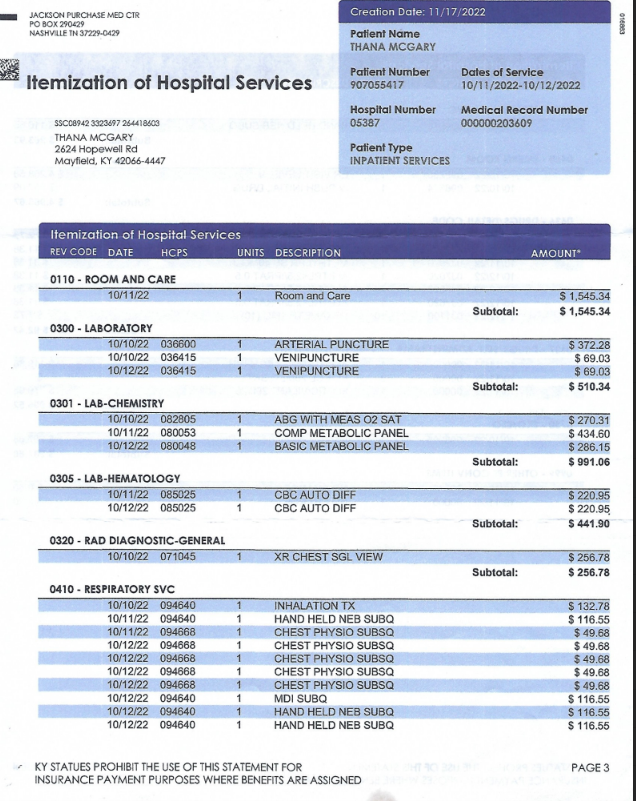 JACKSON PURCHASE MED CTR
PO BOX 290429
NASHVILLE TN 37229-0429
Itemization of Hospital Services
SSC08942 3323697 264418603
THANA MCGARY
2624 Hopewell Rd
Mayfield, KY 42066-4447
Creation Date: 11/17/2022
Patient Name
THANA MCGARY
Patient Number Dates of Service
907055417 10/11/2022-10/12/2022
Hospital Number Medical Record Number
05387 000000203609
Patient Type
INPATIENT SERVICES
016883
Itemization of Hospital Services
REV CODE DATE HCPS UNITS DESCRIPTION AMOUNT*
0110 - ROOM AND CARE
10/11/22 1 Room and Care $ 1,545.34
Subtotal: $ 1,545.34
0300 - LABORATORY
10/10/22 036600 1 ARTERIAL PUNCTURE $ 372.28
10/10/22 036415 1 VENIPUNCTURE $ 69.03
10/12/22 036415 1 VENIPUNCTURE $ 69.03
Subtotal: $ 510.34
0301 - LAB-CHEMISTRY
10/10/22 082805 1 ABG WITH MEAS O2 SAT $ 270.31
10/11/22 080053 1 COMP METABOLIC PANEL $ 434.60
10/12/22 080048 1 BASIC METABOLIC PANEL $ 286.15
Subtotal: $ 991.06
0305 - LAB-HEMATOLOGY
10/11/22 085025 1 CBC AUTO DIFF $ 220.95
10/12/22 085025 1 CBC AUTO DIFF $ 220.95
Subtotal: $ 441.90
0320 - RAD DIAGNOSTIC-GENERAL
10/10/22 071045 1 XR CHEST SGL VIEW $ 256.78
Subtotal: $ 256.78
0410 - RESPIRATORY SVC
10/10/22 094640 1 INHALATION TX $ 132.78
10/11/22 094640 1 HAND HELD NEB SUBQ $ 116.55
10/11/22 094668 1 CHEST PHYSIO SUBSQ $ 49.68
10/12/22 094668 1 CHEST PHYSIO SUBSQ $ 49.68
10/12/22 094668 1 CHEST PHYSIO SUBSQ $ 49.68
10/12/22 094668 1 CHEST PHYSIO SUBSQ $ 49.68
10/12/22 094640 1 MDI SUBQ $ 116.55
10/12/22 094640 1 HAND HELD NEB SUBQ $ 116.55
10/12/22 094640 1 HAND HELD NEB SUBQ $ 116.55
KY STATUES PROHIBIT THE USE OF THIS STATEMENT FOR
INSURANCE PAYMENT PURPOSES WHERE BENEFITS ARE ASSIGNED
PAGE 3